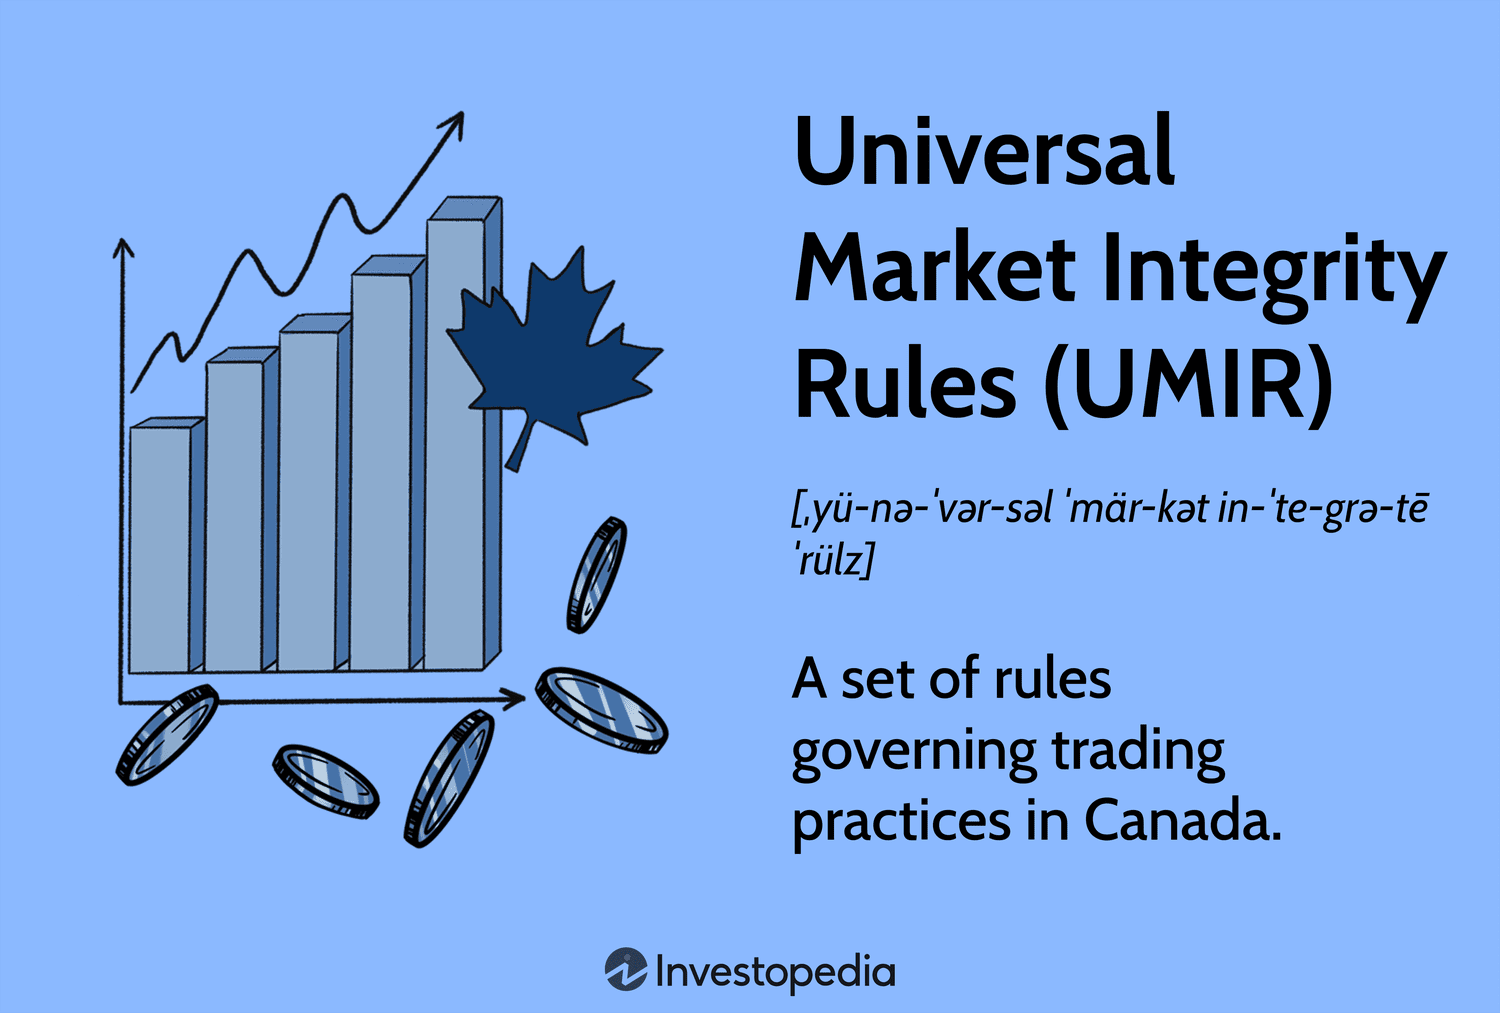 Universal
Market Integrity
Rules (UMIR)
[ˌyü-nə-ˈvər-səl ˈmär-kət in-ˈte-grə-tē
ˈrülz]
A set of rules
governing trading
practices in Canada.
Investopedia